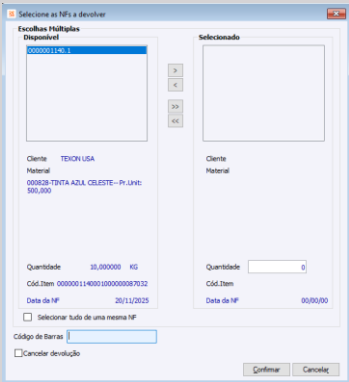 Selecione as NFs a devolver
Escolhas Múltiplas
Disponível
0000001140.1
>
<
>>
<<
Selecionado
Cliente TEXON USA
Material
000828-TINTA AZUL CELESTE--Pr.Unit:
500,000
Cliente
Material
Quantidade 10,000000 KG
Cód.Item 0000001140001000000087032
Data da NF 20/11/2025
Quantidade 0
Cód.Item
Data da NF 00/00/00
Selecionar tudo de uma mesma NF
Código de Barras
Cancelar devolução
Confirmar Cancelar